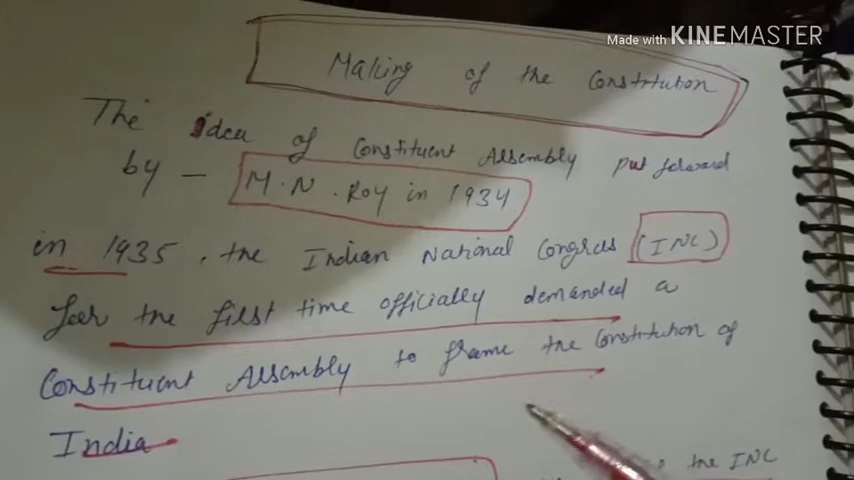 Made with KINEMASTER
Making of the Constitution
The Idea of Constituent Assembly put forward
by - M.N. Roy in 1934
in 1935, the Indian National Congress (INC)
for the first time officially demanded a
Constituent Assembly to frame the Constitution of
India
the INC